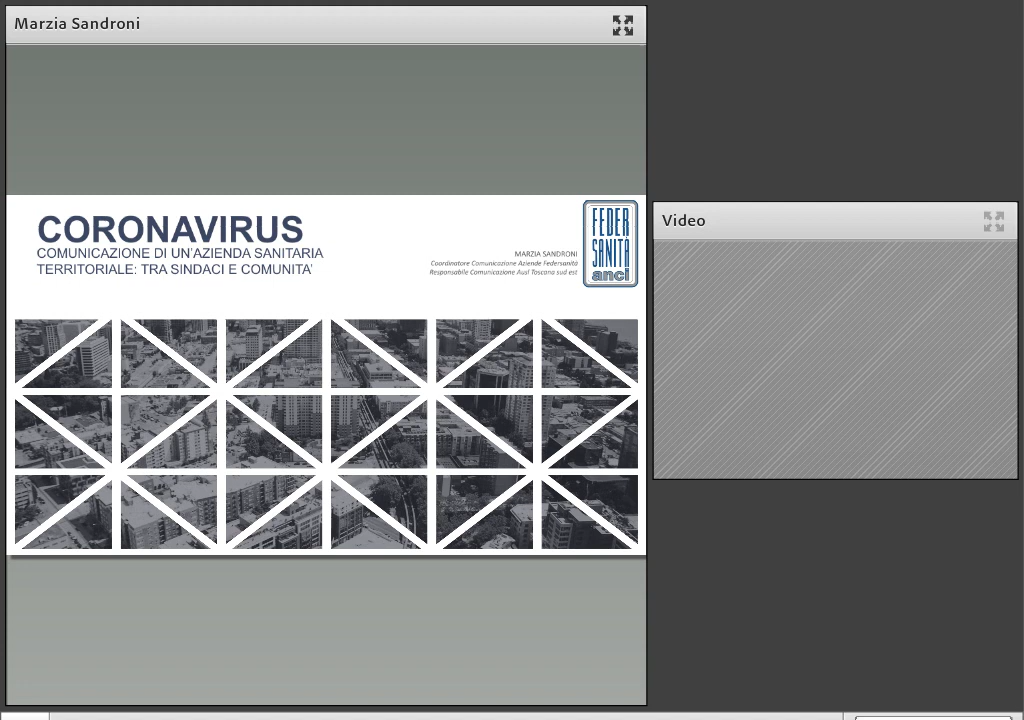 Marzia Sandroni
CORONAVIRUS
COMUNICAZIONE DI UN'AZIENDA SANITARIA
TERRITORIALE: TRA SINDACI E COMUNITA'
MARZIA SANDRONI
Coordinatore Comunicazione Aziende Federsanità
Responsabile Comunicazione Ausl Toscana sud est
FEDER
SANITÀ
anci
Video